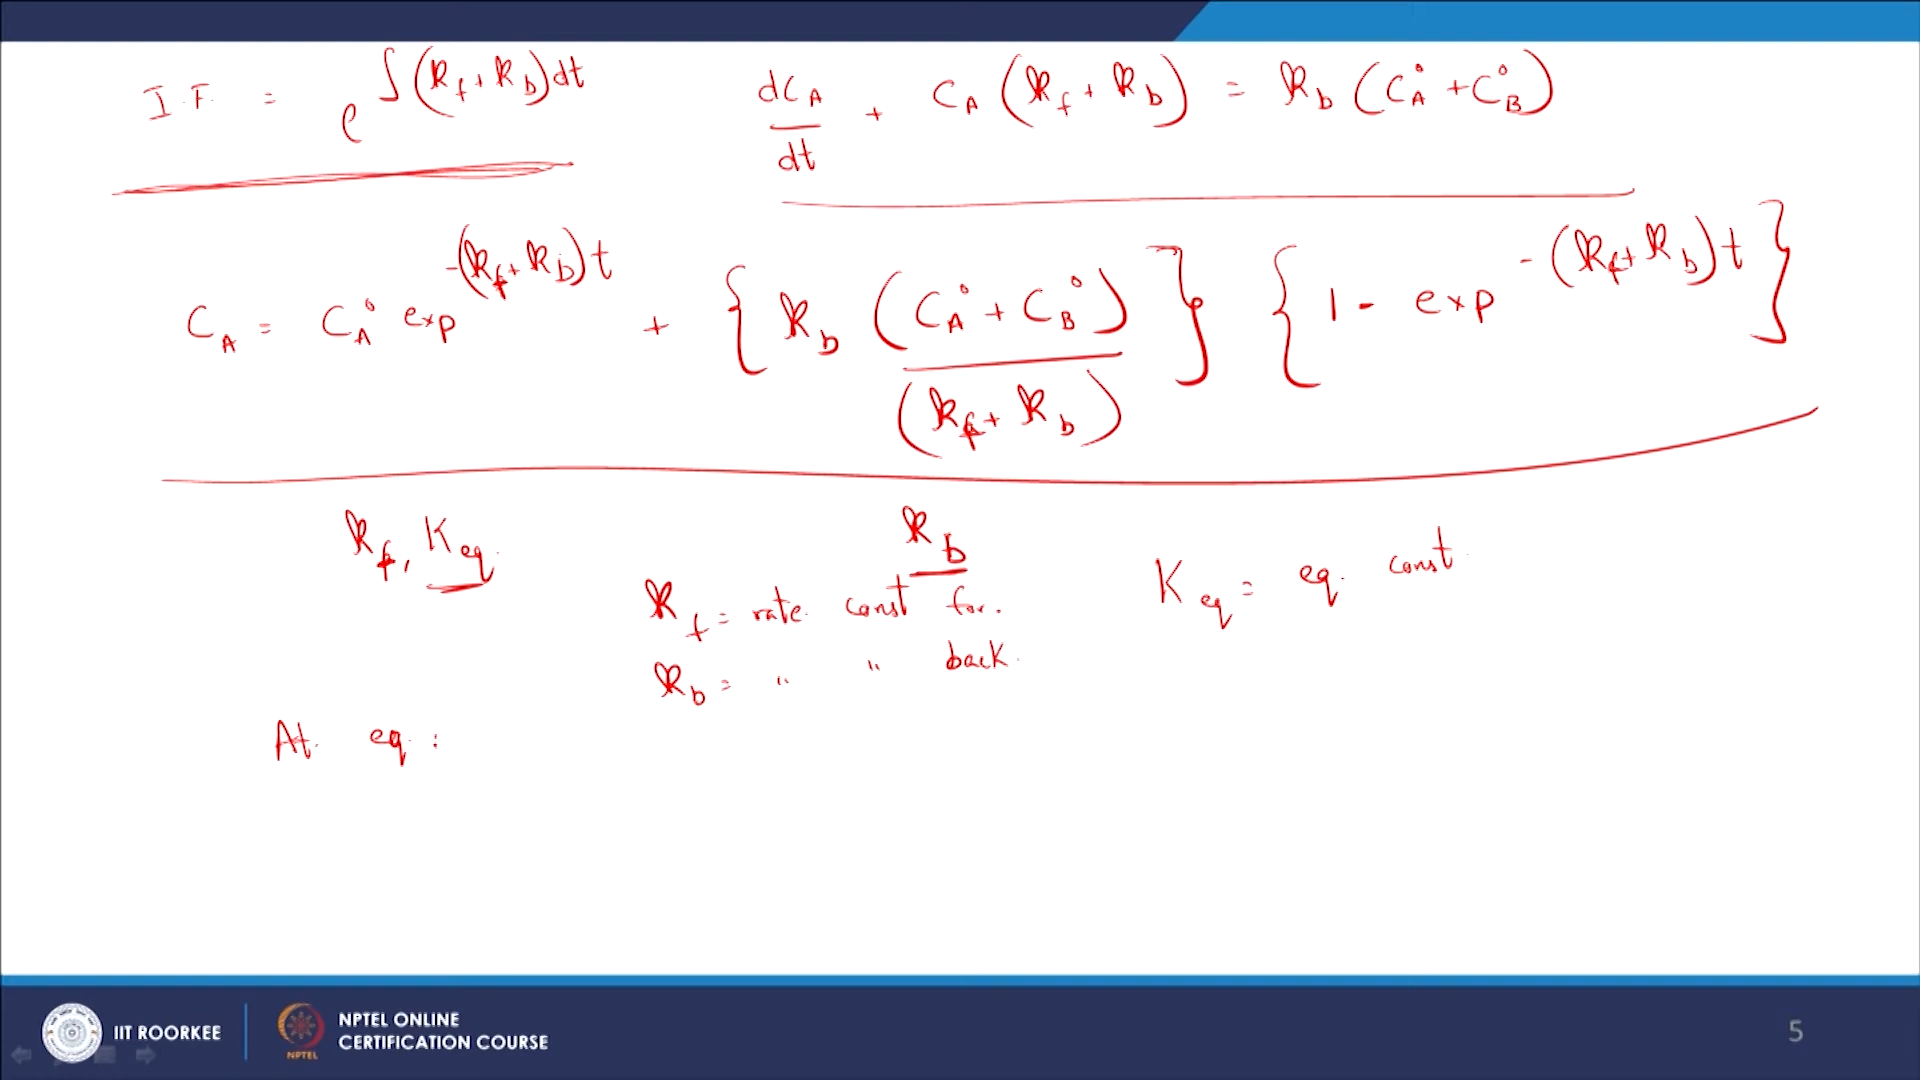 I.F. = e^∫(k_f + k_b)dt
dC_A/dt + C_A (k_f + k_b) = k_b (C_A° + C_B°)
C_A = C_A° exp^-(k_f + k_b)t + { k_b (C_A° + C_B°)/(k_f + k_b) } { 1 - exp^-(k_f + k_b)t }
k_f, K_eq. k_b
k_f = rate const for. K_eq = eq. const.
k_b = " " back.
At eq :
IIT ROORKEE
NPTEL
NPTEL ONLINE
CERTIFICATION COURSE
5